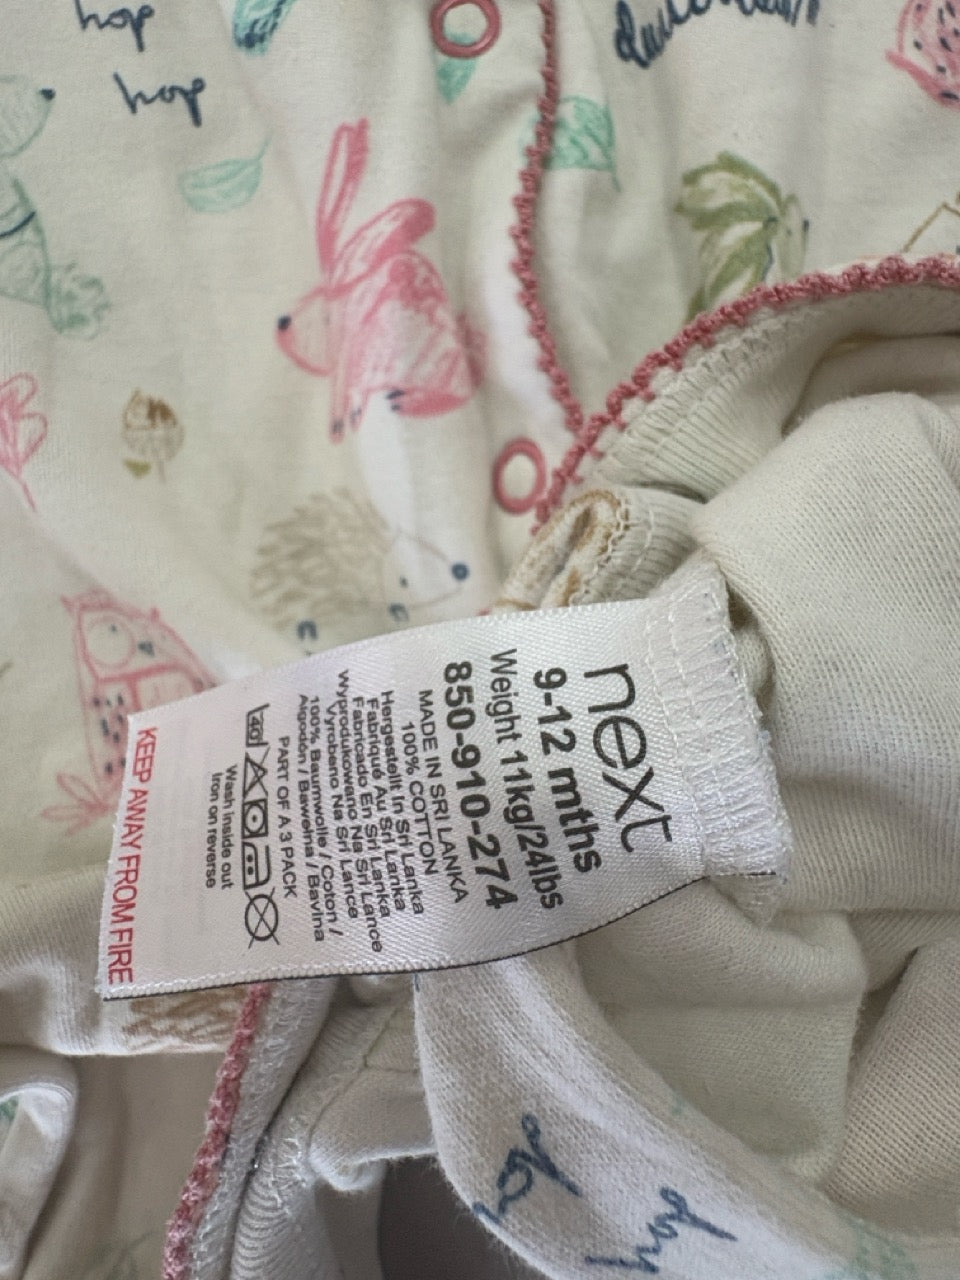 hop
hop
next
9-12 mths
Weight 11kg/24lbs
850-910-274
MADE IN SRI LANKA
100% COTTON
Hergestellt In Sri Lanka
Fabriqué Au Sri Lanka
Fabricado En Sri Lanka
Wyprodukowano Na Sri Lance
Vyrobeno Na Srí Lance
100% Baumwolle / Coton /
Algodón / Bawełna / Bavlna
PART OF A 3 PACK
40
Wash inside out
Iron on reverse
KEEP AWAY FROM FIRE